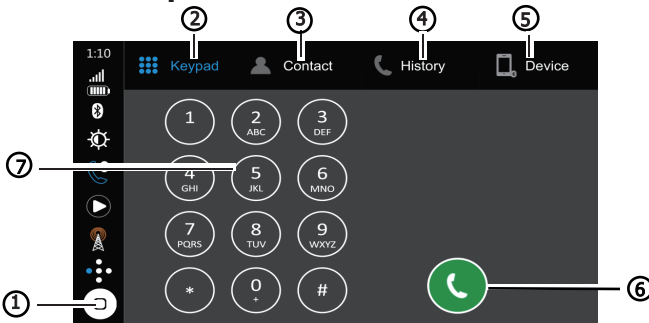 ② ③ ④ ⑤
1:10 Keypad Contact History Device
1 2 ABC 3 DEF
⑦
4 GHI 5 JKL 6 MNO
7 PQRS 8 TUV 9 WXYZ
* 0 + #
⑥
①